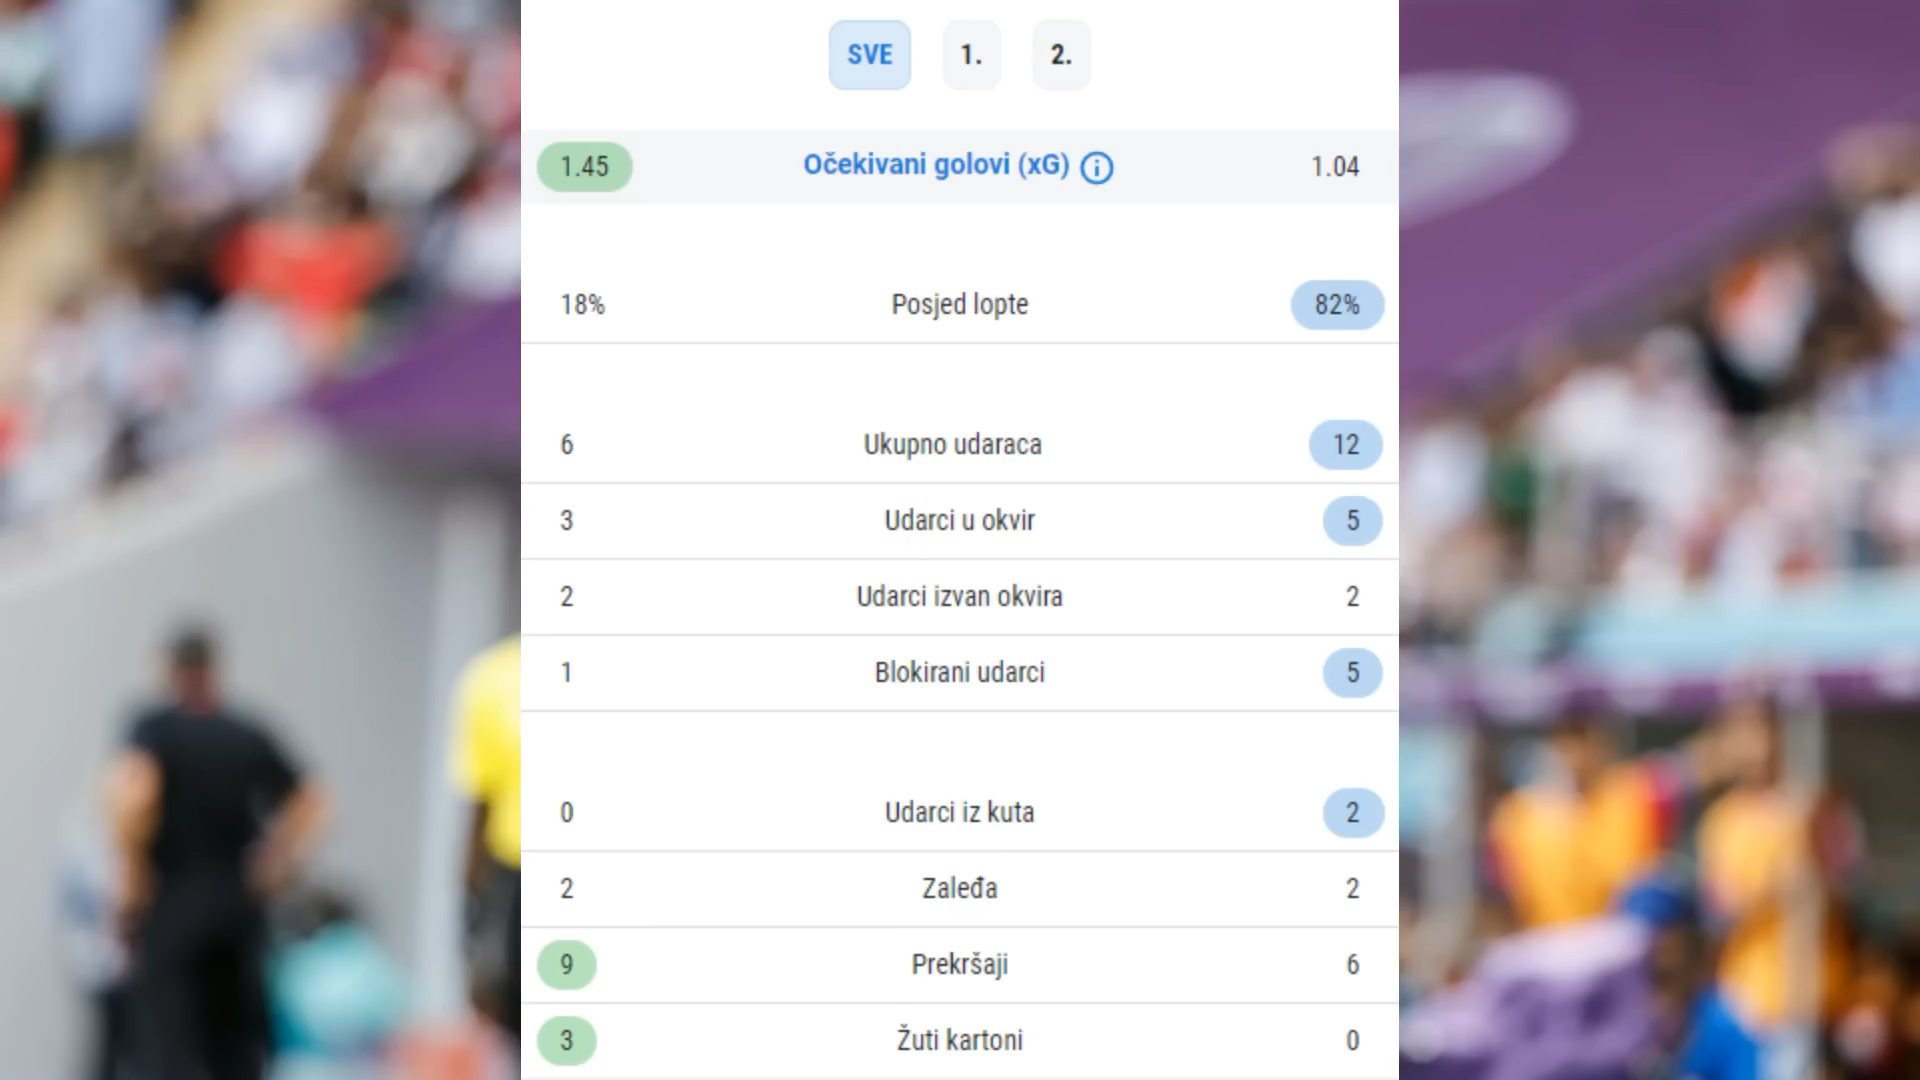 SVE 1. 2.
1.45 Očekivani golovi (xG) i 1.04
18% Posjed lopte 82%
6 Ukupno udaraca 12
3 Udarci u okvir 5
2 Udarci izvan okvira 2
1 Blokirani udarci 5
0 Udarci iz kuta 2
2 Zaleđa 2
9 Prekršaji 6
3 Žuti kartoni 0